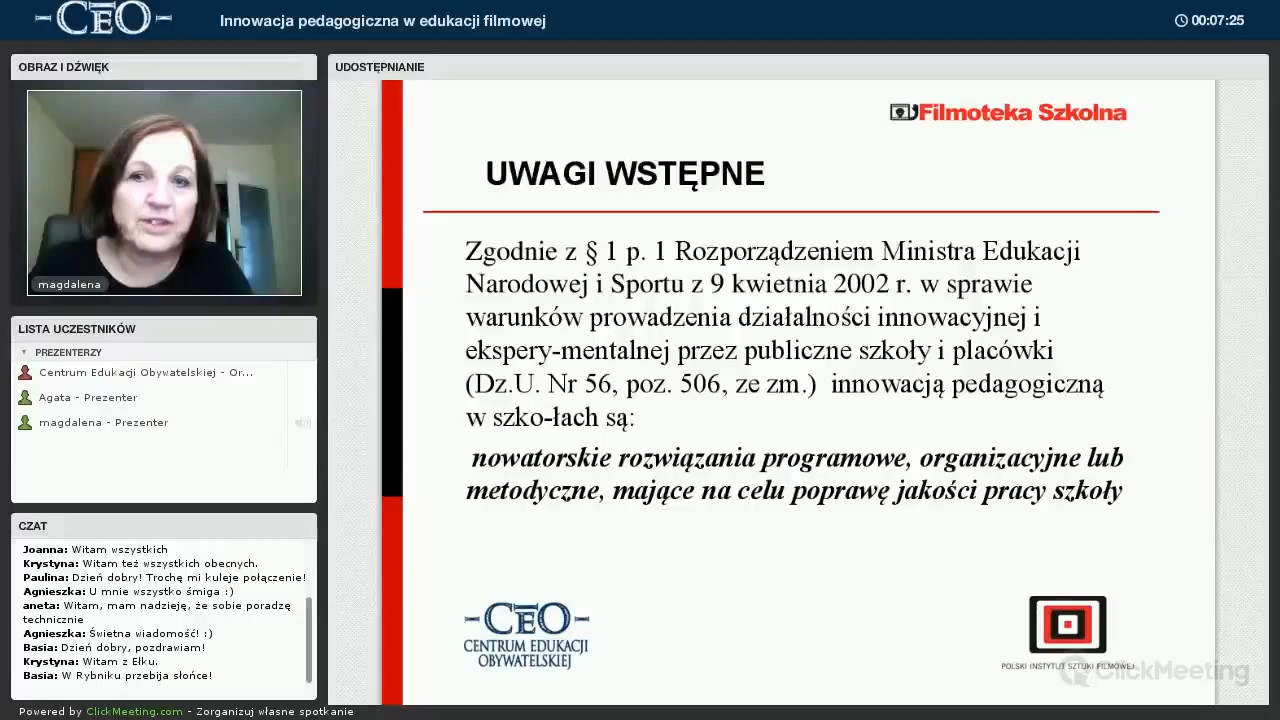 CEO
Innowacja pedagogiczna w edukacji filmowej
00:07:25
OBRAZ I DŹWIĘK
magdalena
LISTA UCZESTNIKÓW
PREZENTERZY
Centrum Edukacji Obywatelskiej - Or...
Agata - Prezenter
magdalena - Prezenter
CZAT
Joanna: Witam wszystkich
Krystyna: Witam też wszystkich obecnych.
Paulina: Dzień dobry! Trochę mi kuleje połączenie!
Agnieszka: U mnie wszystko śmiga :)
aneta: Witam, mam nadzieję, że sobie poradzę
technicznie
Agnieszka: Świetna wiadomość! :)
Basia: Dzień dobry, pozdrawiam!
Krystyna: Witam z Ełku.
Basia: W Rybniku przebija słońce!
Powered by ClickMeeting.com - Zorganizuj własne spotkanie
UDOSTĘPNIANIE
Filmoteka Szkolna
UWAGI WSTĘPNE
Zgodnie z § 1 p. 1 Rozporządzeniem Ministra Edukacji
Narodowej i Sportu z 9 kwietnia 2002 r. w sprawie
warunków prowadzenia działalności innowacyjnej i
ekspery-mentalnej przez publiczne szkoły i placówki
(Dz.U. Nr 56, poz. 506, ze zm.) innowacją pedagogiczną
w szko-łach są:
nowatorskie rozwiązania programowe, organizacyjne lub
metodyczne, mające na celu poprawę jakości pracy szkoły
CEO
CENTRUM EDUKACJI
OBYWATELSKIEJ
POLSKI INSTYTUT SZTUKI FILMOWEJ
ClickMeeting